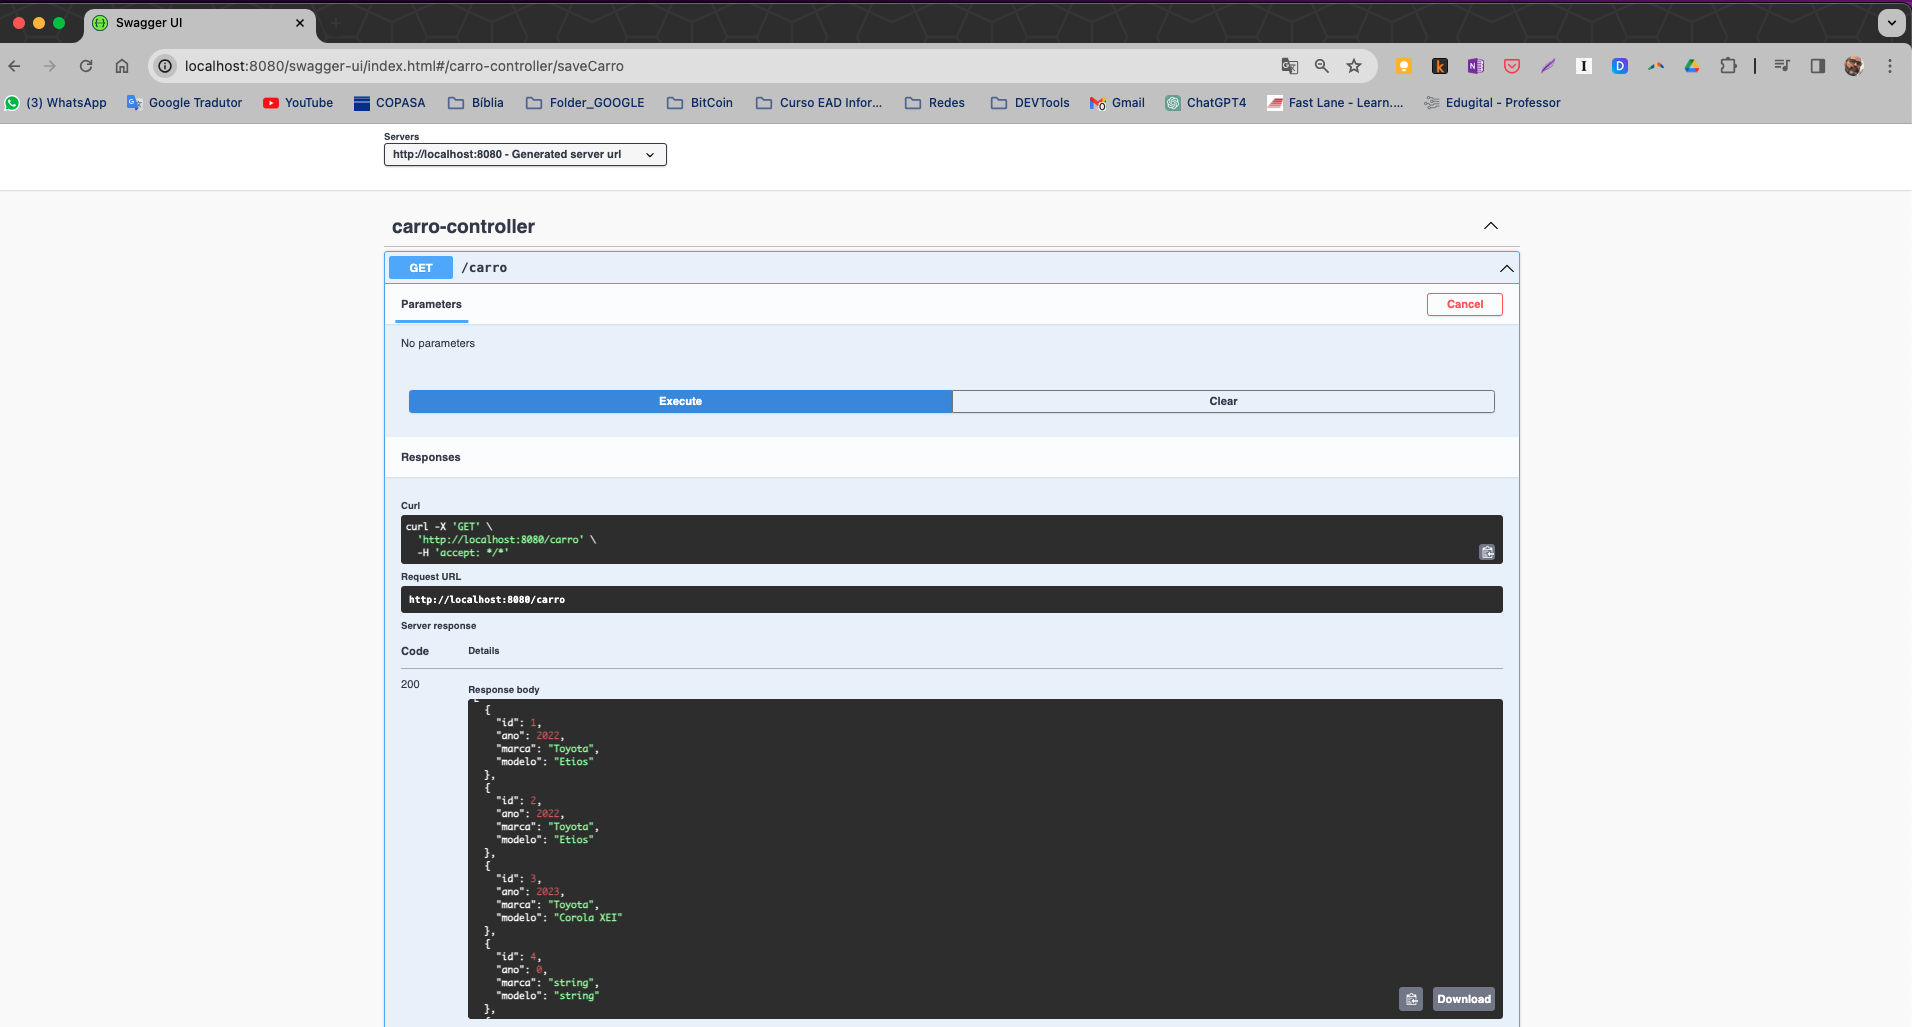 Swagger UI
localhost:8080/swagger-ui/index.html#/carro-controller/saveCarro
(3) WhatsApp Google Tradutor YouTube COPASA Bíblia Folder_GOOGLE BitCoin Curso EAD Infor... Redes DEVTools Gmail ChatGPT4 Fast Lane - Learn.... Edugital - Professor
Servers
http://localhost:8080 - Generated server url
carro-controller
GET /carro
Parameters Cancel
No parameters
Execute Clear
Responses
Curl
curl -X 'GET' \
'http://localhost:8080/carro' \
-H 'accept: */*'
Request URL
http://localhost:8080/carro
Server response
Code Details
200
Response body
{
"id": 1,
"ano": 2022,
"marca": "Toyota",
"modelo": "Etios"
},
{
"id": 2,
"ano": 2022,
"marca": "Toyota",
"modelo": "Etios"
},
{
"id": 3,
"ano": 2023,
"marca": "Toyota",
"modelo": "Corola XEI"
},
{
"id": 4,
"ano": 0,
"marca": "string",
"modelo": "string"
},
Download